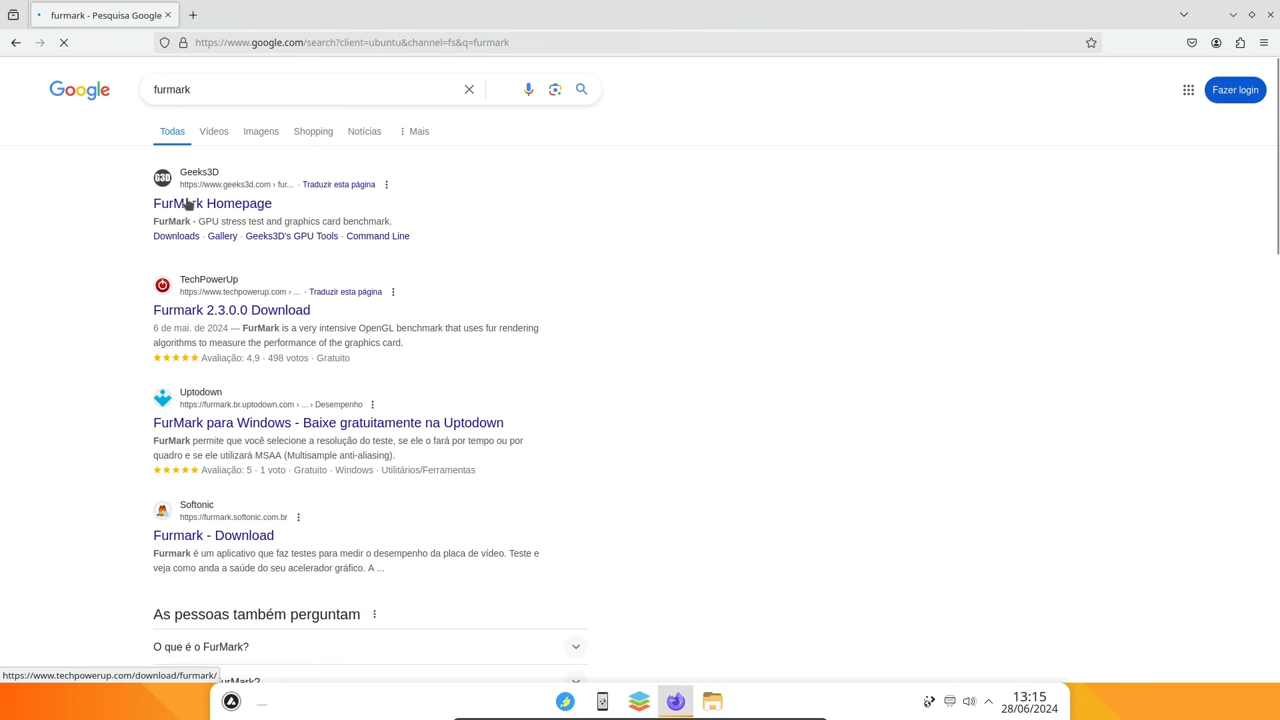 furmark - Pesquisa Google
https://www.google.com/search?client=ubuntu&channel=fs&q=furmark
Google
furmark
Fazer login
Todas
Vídeos
Imagens
Shopping
Notícias
Mais
G3D
Geeks3D
https://www.geeks3d.com › fur... · Traduzir esta página
FurMark Homepage
FurMark - GPU stress test and graphics card benchmark.
Downloads · Gallery · Geeks3D's GPU Tools · Command Line
TechPowerUp
https://www.techpowerup.com › ... · Traduzir esta página
Furmark 2.3.0.0 Download
6 de mai. de 2024 — FurMark is a very intensive OpenGL benchmark that uses fur rendering
algorithms to measure the performance of the graphics card.
Avaliação: 4,9 · 498 votos · Gratuito
Uptodown
https://furmark.br.uptodown.com › ... › Desempenho
FurMark para Windows - Baixe gratuitamente na Uptodown
FurMark permite que você selecione a resolução do teste, se ele o fará por tempo ou por
quadro e se ele utilizará MSAA (Multisample anti-aliasing).
Avaliação: 5 · 1 voto · Gratuito · Windows · Utilitários/Ferramentas
Softonic
https://furmark.softonic.com.br
Furmark - Download
Furmark é um aplicativo que faz testes para medir o desempenho da placa de vídeo. Teste e
veja como anda a saúde do seu acelerador gráfico. A ...
As pessoas também perguntam
O que é o FurMark?
https://www.techpowerup.com/download/furmark/
13:15
28/06/2024